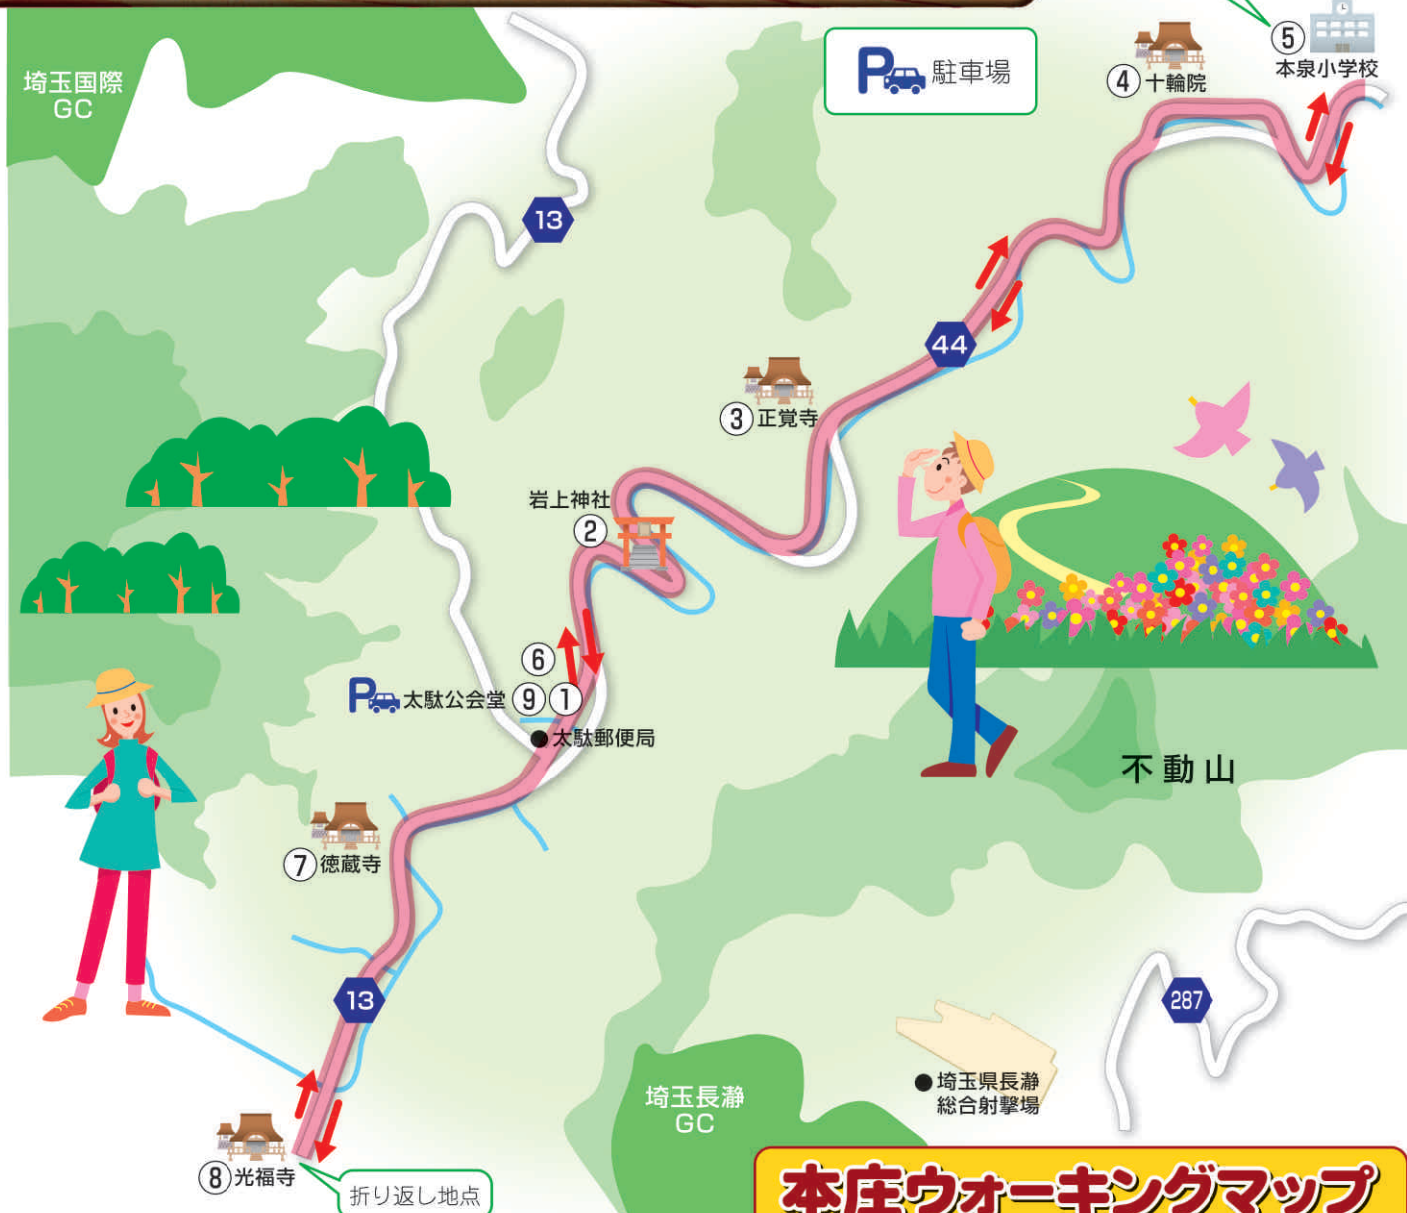 埼玉国際
GC
P 駐車場
⑤
本泉小学校
④ 十輪院
13
44
③ 正覚寺
岩上神社
②
⑥
P 太駄公会堂 ⑨ ①
太駄郵便局
不動山
⑦ 徳蔵寺
13
287
埼玉県長瀞
総合射撃場
埼玉長瀞
GC
⑧ 光福寺
折り返し地点
本庄ウォーキングマップ